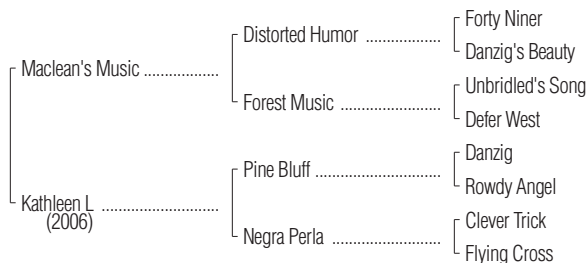 Forty Niner
Distorted Humor ..................
Danzig's Beauty
Maclean's Music ..................
Unbridled's Song
Forest Music ......................
Defer West
Danzig
Pine Bluff ...........................
Rowdy Angel
Kathleen L ............................
(2006)
Clever Trick
Negra Perla ........................
Flying Cross